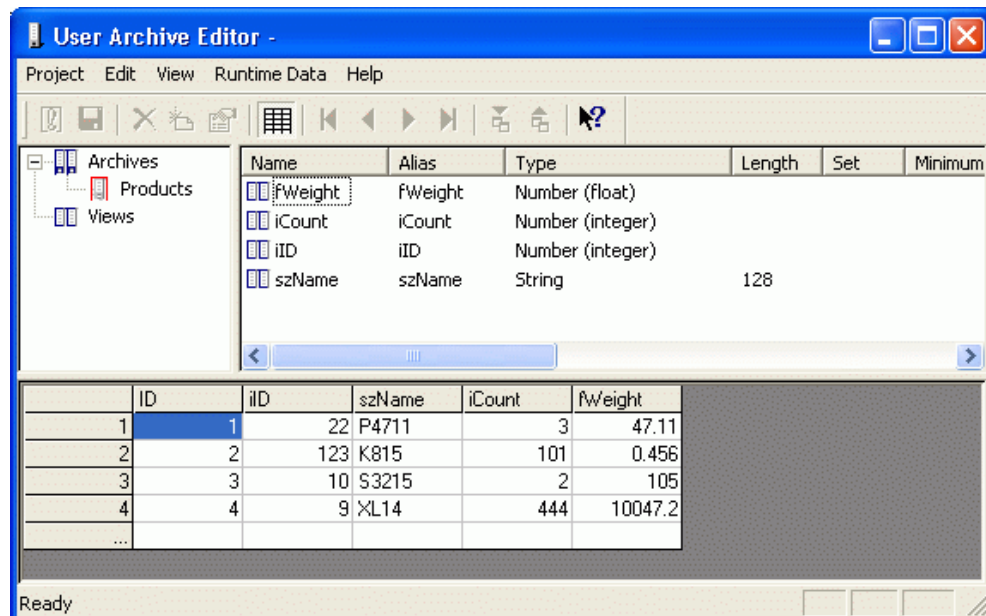 User Archive Editor -
Project Edit View Runtime Data Help
Archives
Products
Views
Name Alias Type Length Set Minimum
fWeight fWeight Number (float)
iCount iCount Number (integer)
iID iID Number (integer)
szName szName String 128
ID iID szName iCount fWeight
1 1 22 P4711 3 47.11
2 2 123 K815 101 0.456
3 3 10 S3215 2 105
4 4 9 XL14 444 10047.2
...
Ready